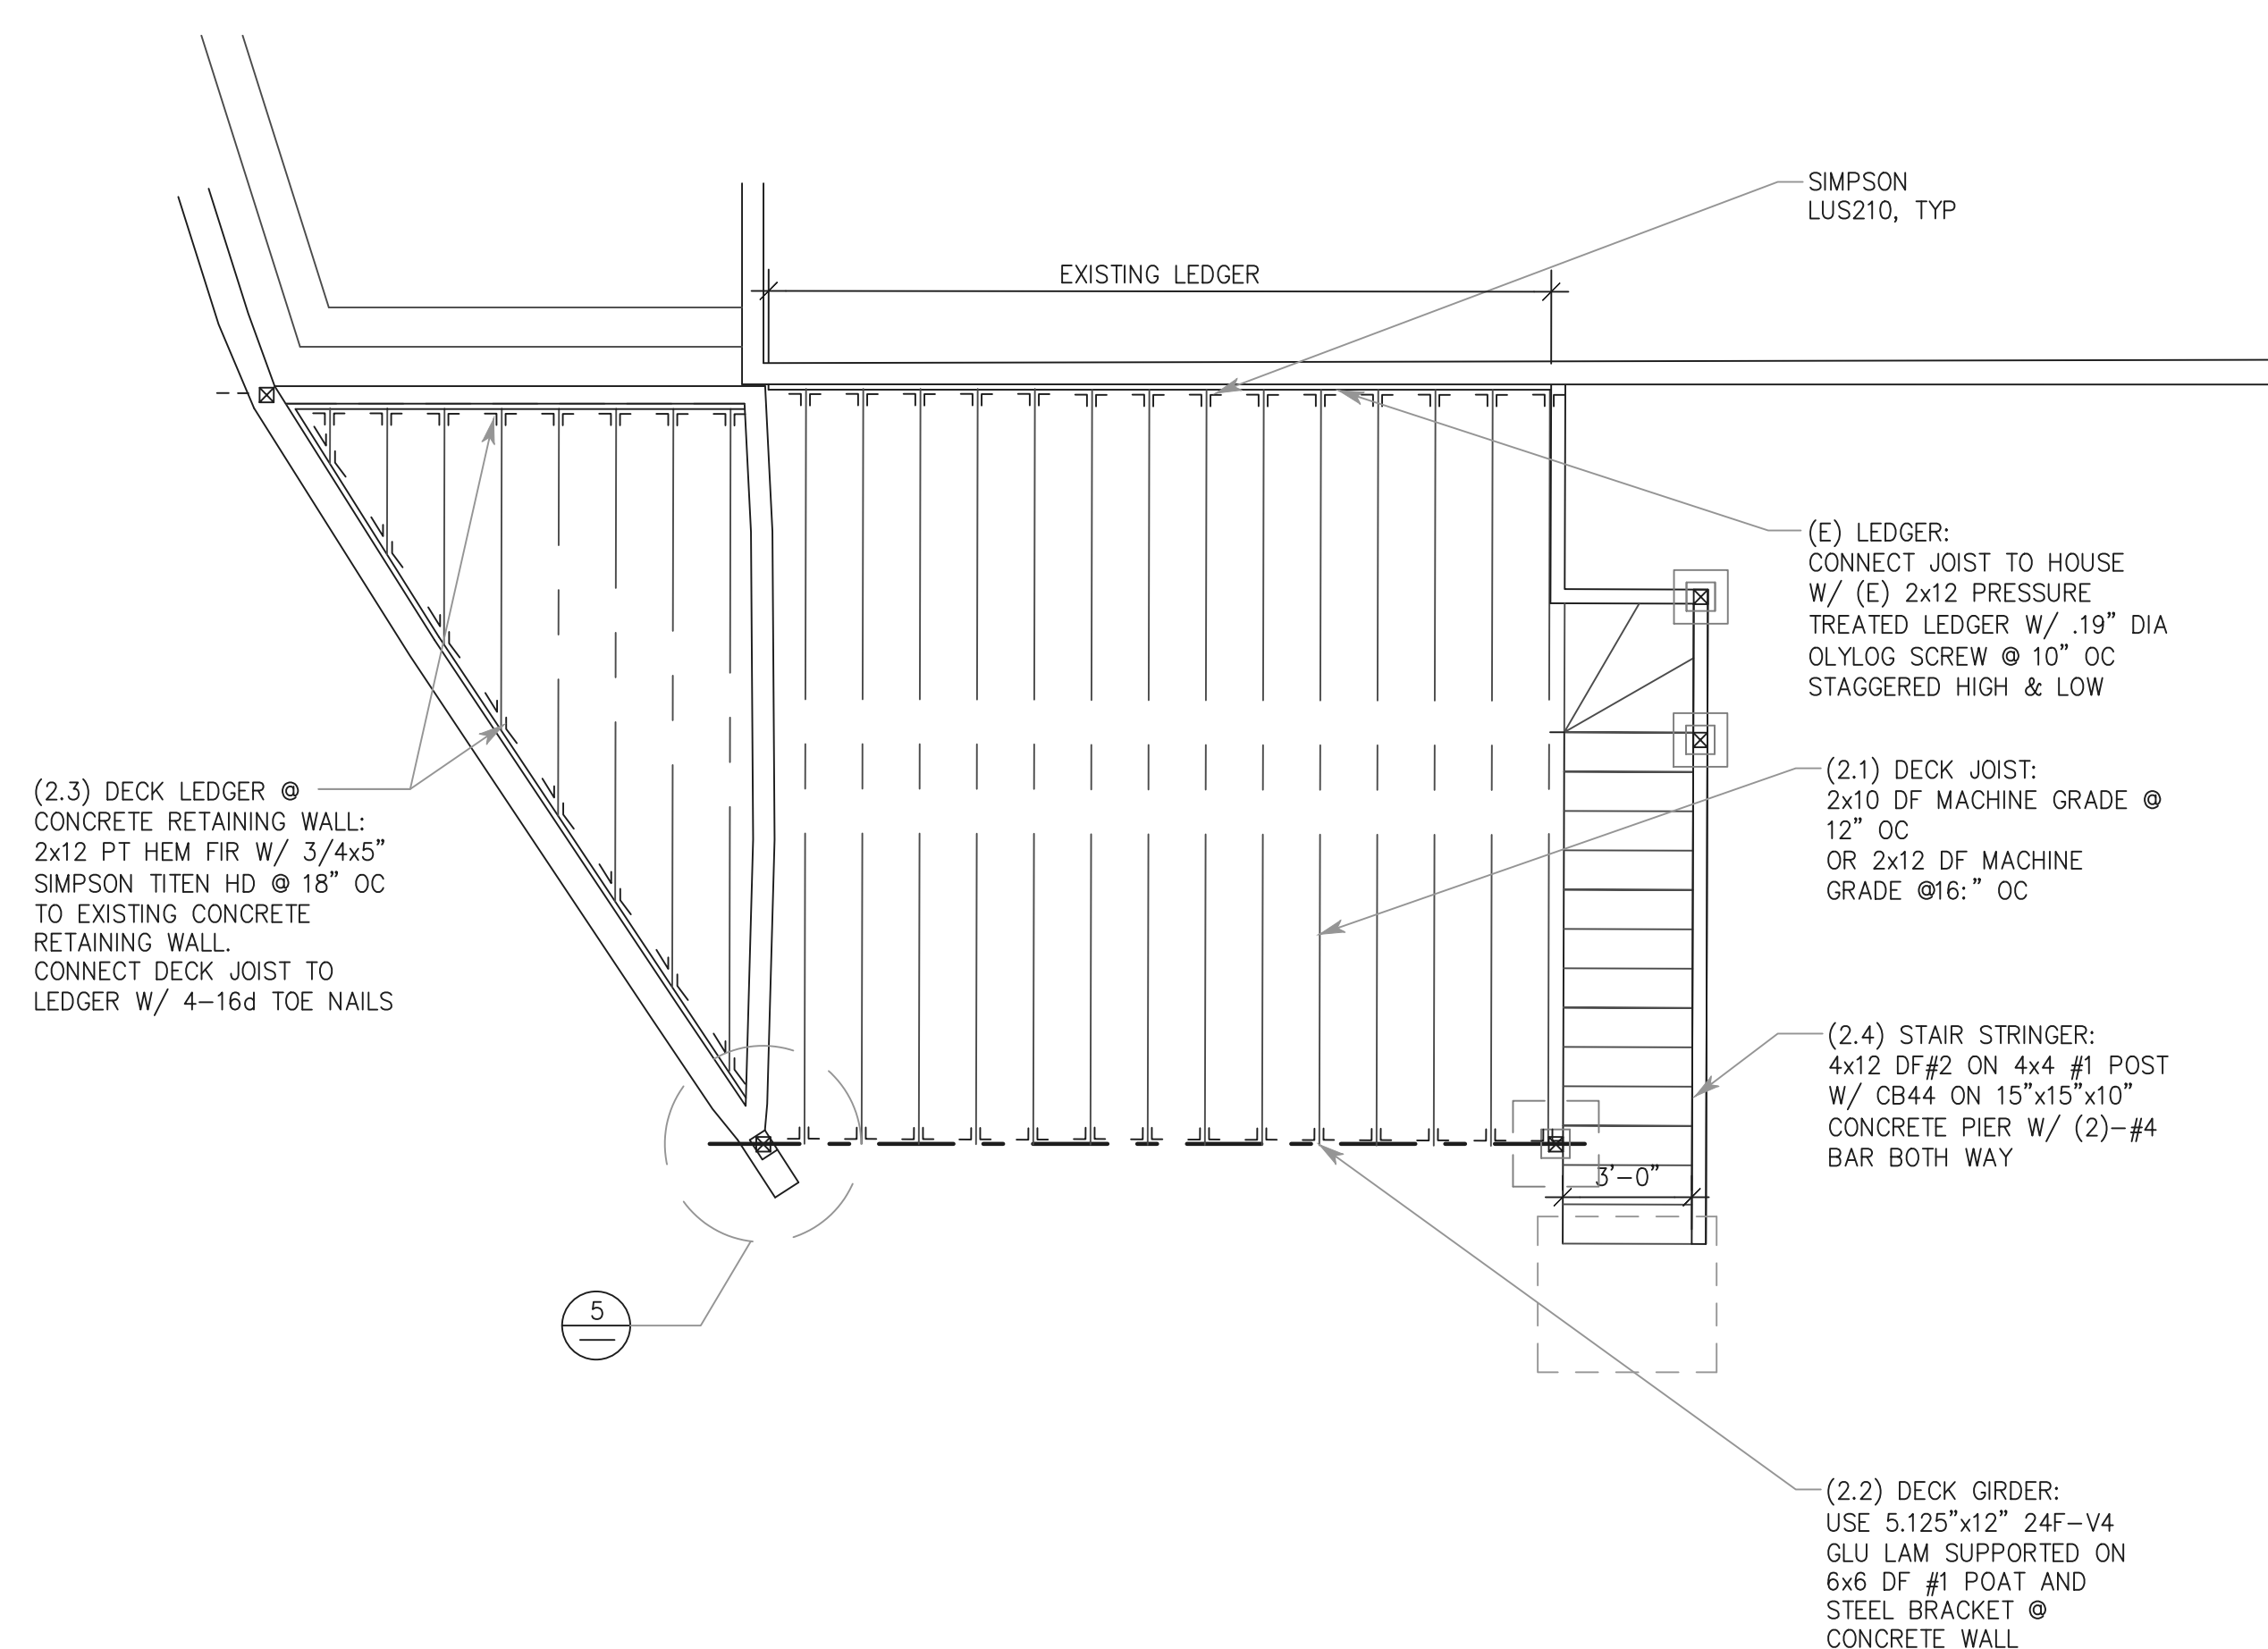 SIMPSON
LUS210, TYP
EXISTING LEDGER
(E) LEDGER:
CONNECT JOIST TO HOUSE
W/ (E) 2x12 PRESSURE
TREATED LEDGER W/ .19" DIA
OLYLOG SCREW @ 10" OC
STAGGERED HIGH & LOW
(2.3) DECK LEDGER @
CONCRETE RETAINING WALL:
2x12 PT HEM FIR W/ 3/4x5"
SIMPSON TITEN HD @ 18" OC
TO EXISTING CONCRETE
RETAINING WALL.
CONNECT DECK JOIST TO
LEDGER W/ 4-16d TOE NAILS
(2.1) DECK JOIST:
2x10 DF MACHINE GRADE @
12" OC
OR 2x12 DF MACHINE
GRADE @16:" OC
(2.4) STAIR STRINGER:
4x12 DF#2 ON 4x4 #1 POST
W/ CB44 ON 15"x15"x10"
CONCRETE PIER W/ (2)-#4
BAR BOTH WAY
3'-0"
5
(2.2) DECK GIRDER:
USE 5.125"x12" 24F-V4
GLU LAM SUPPORTED ON
6x6 DF #1 POAT AND
STEEL BRACKET @
CONCRETE WALL